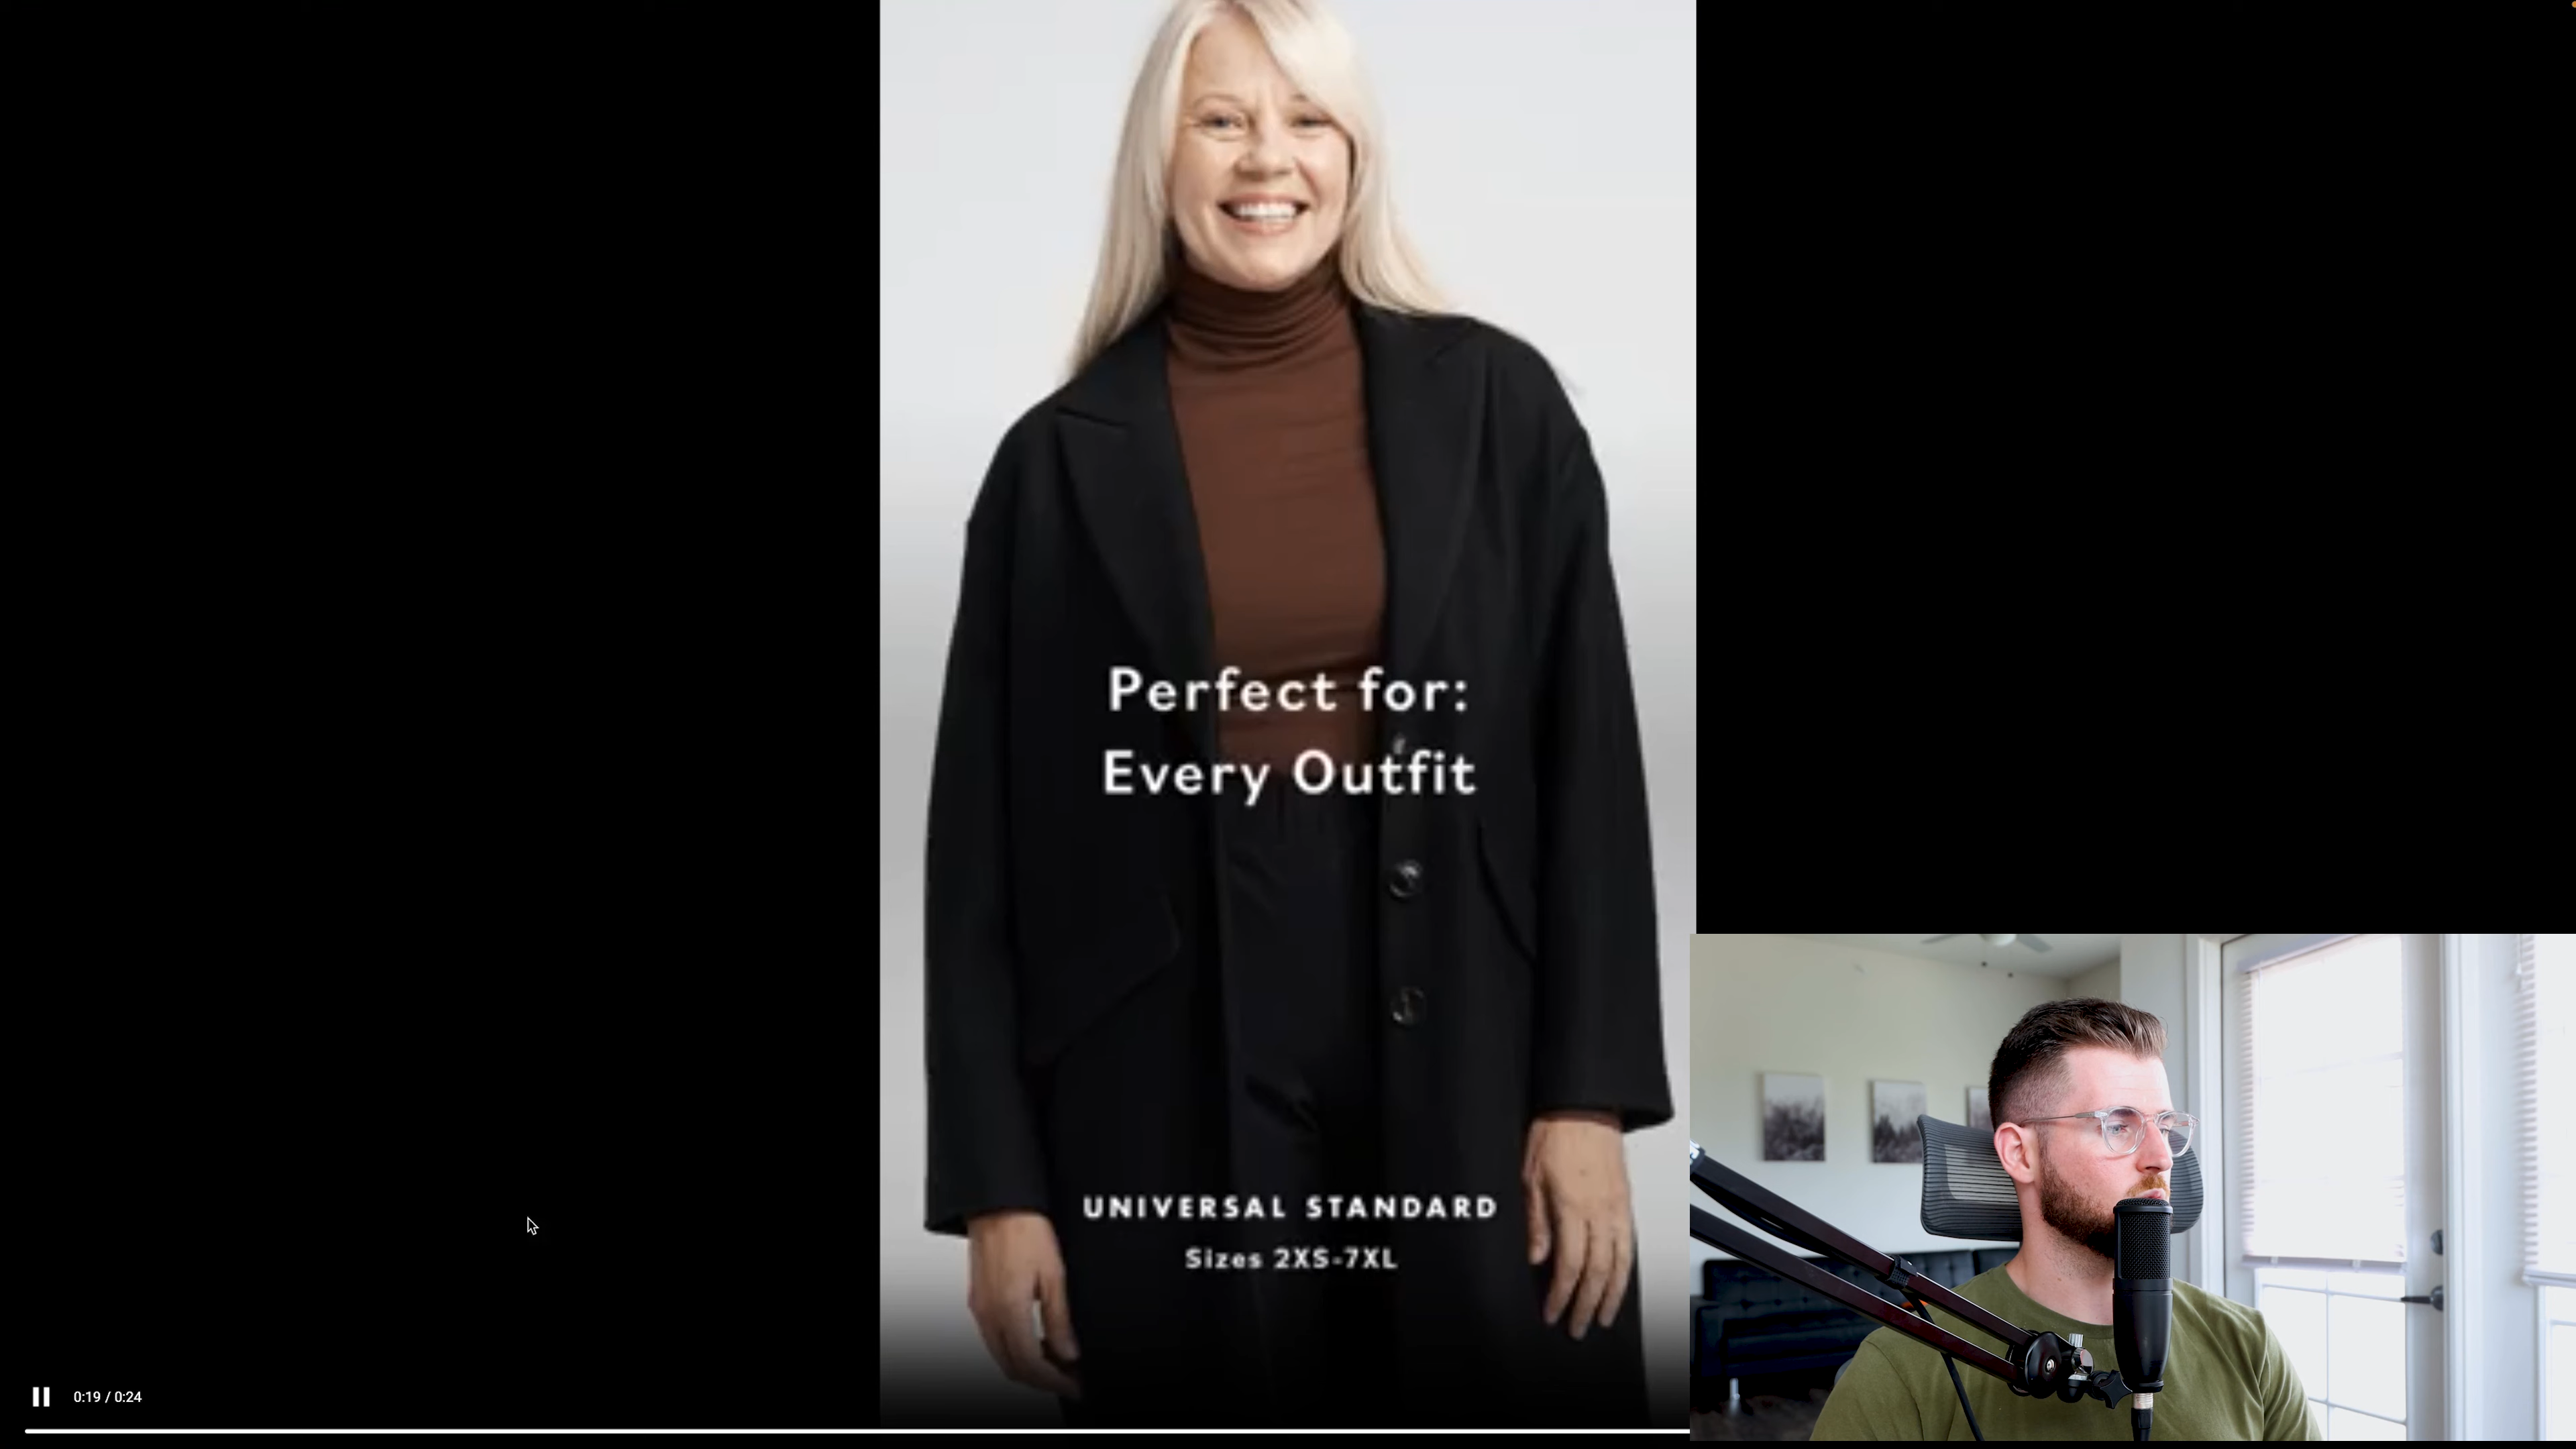 Perfect for:
Every Outfit
UNIVERSAL STANDARD
Sizes 2XS-7XL
0:19 / 0:24